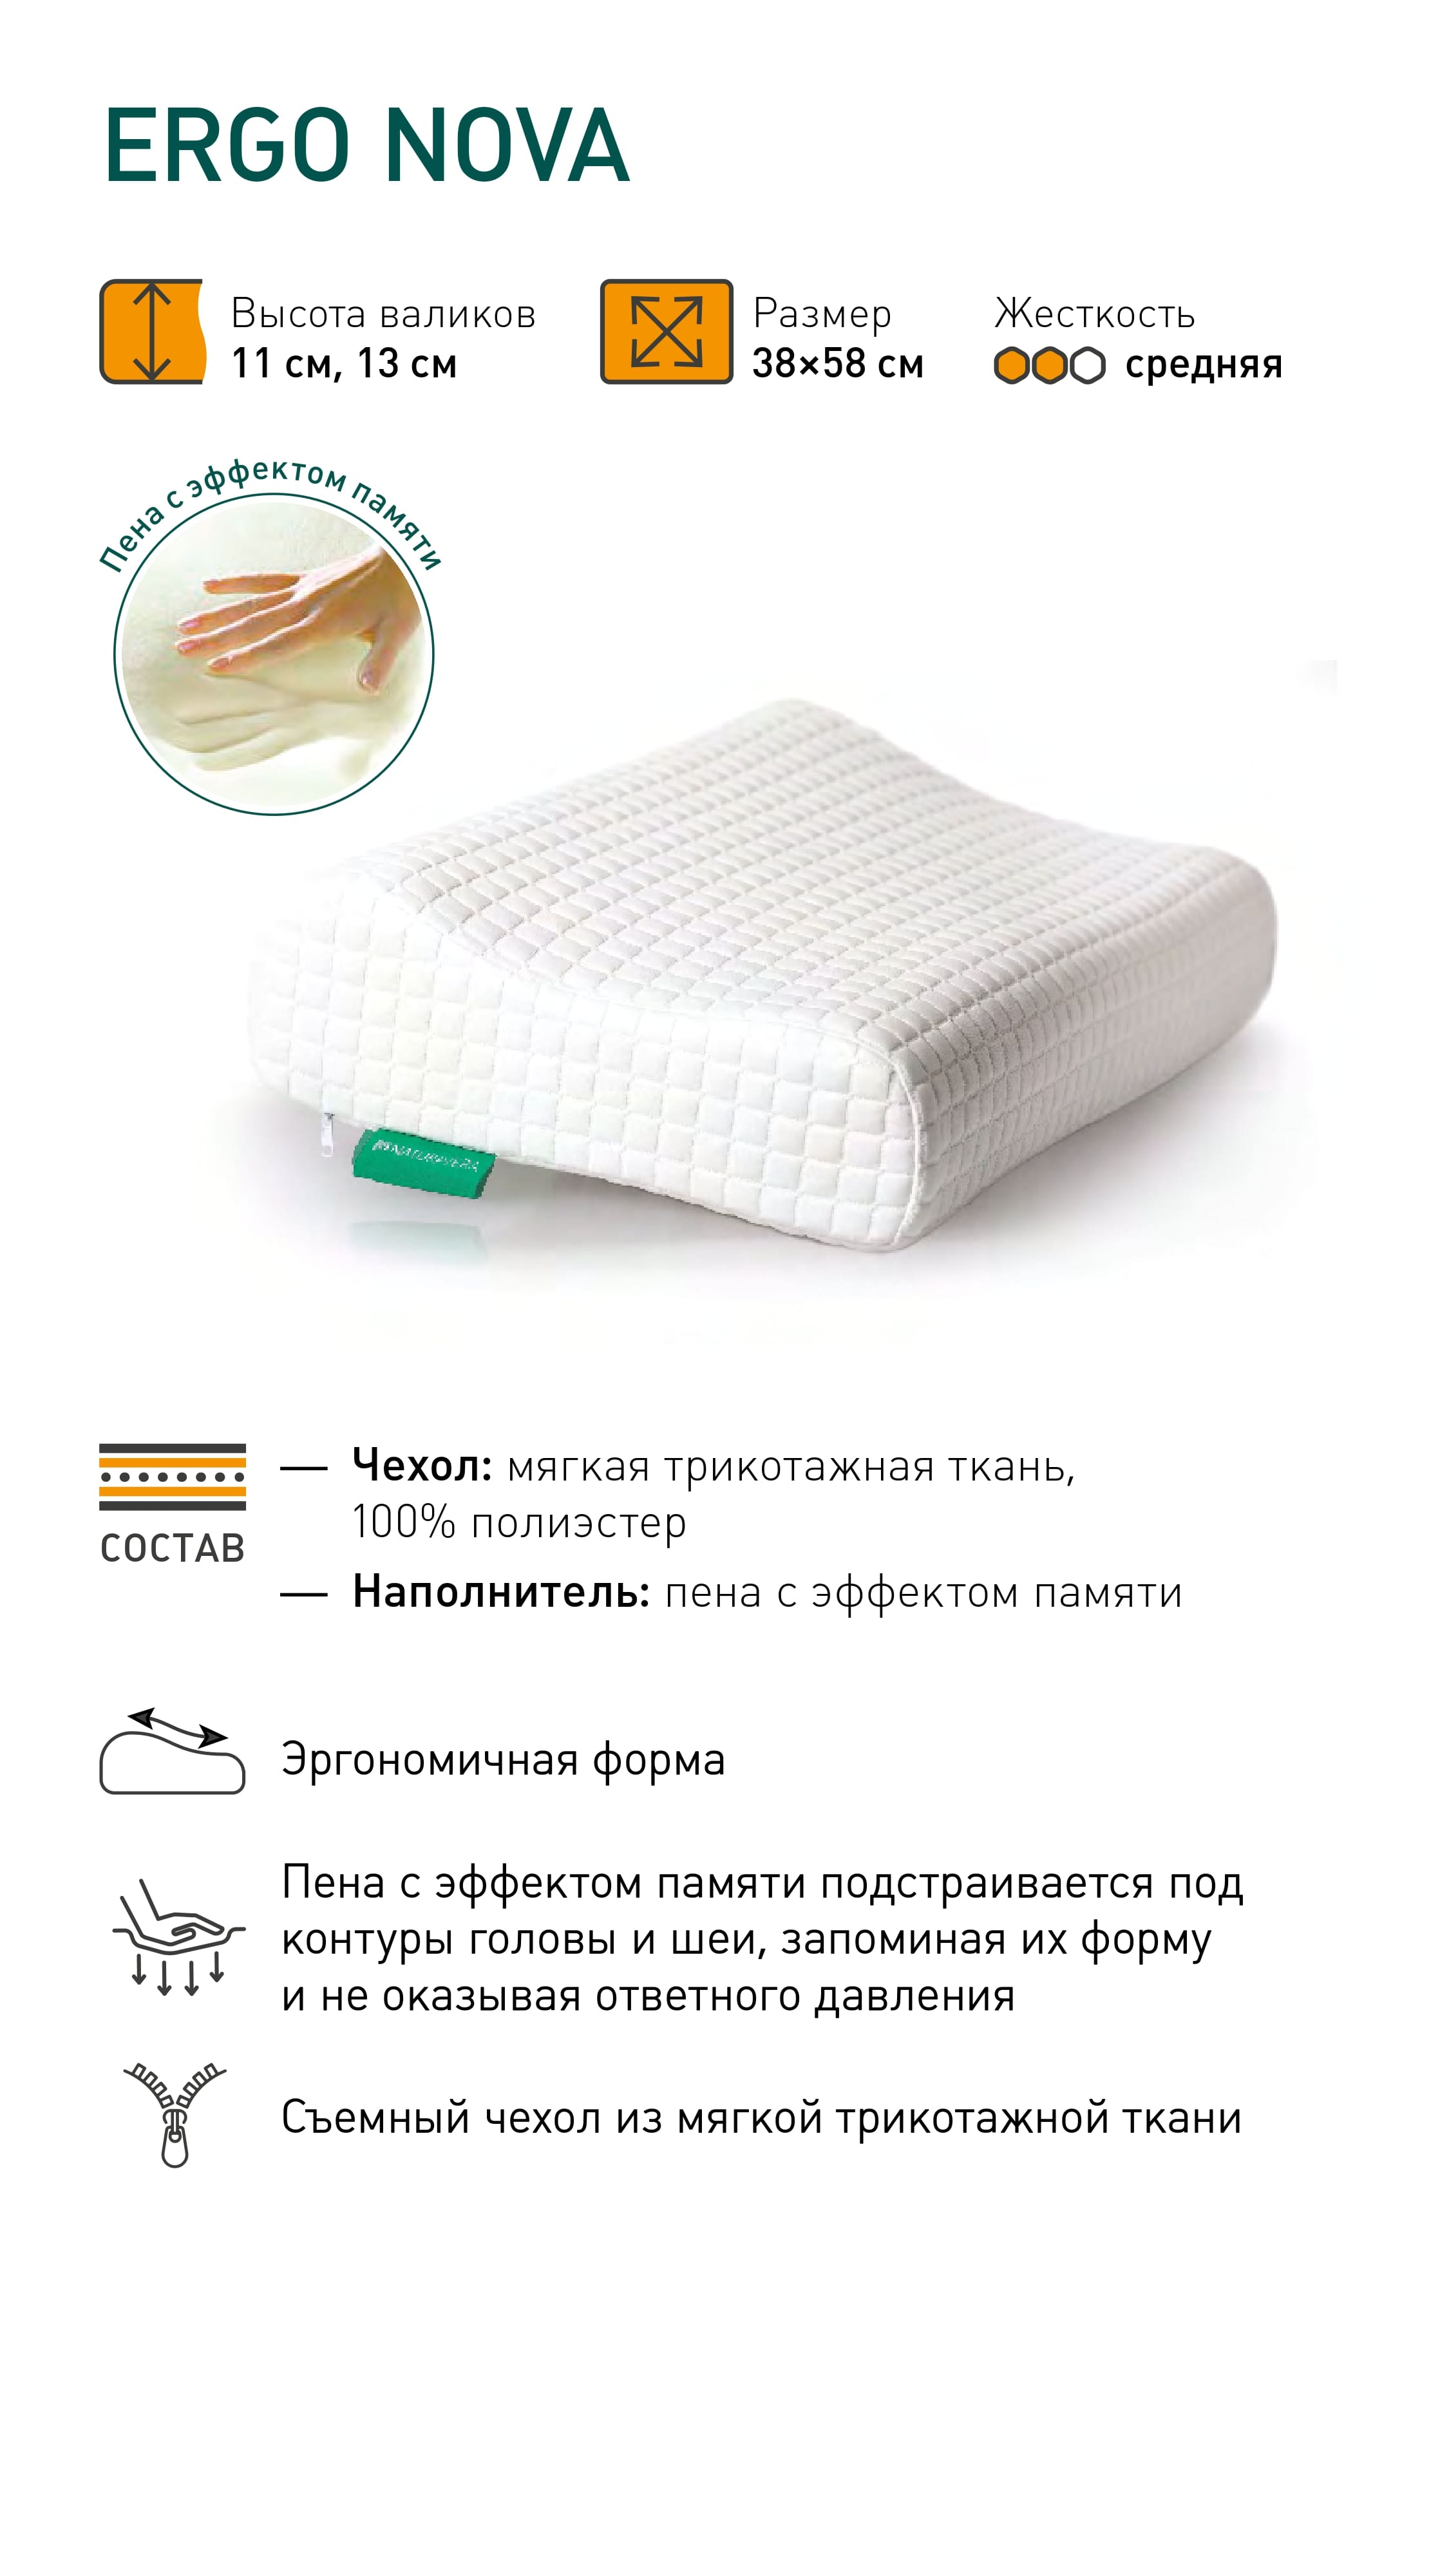 ERGO NOVA
Высота валиков
11 см, 13 см
Размер
38×58 см
Жесткость
средняя
Пена с эффектом памяти
— Чехол: мягкая трикотажная ткань,
100% полиэстер
— Наполнитель: пена с эффектом памяти
СОСТАВ
Эргономичная форма
Пена с эффектом памяти подстраивается под
контуры головы и шеи, запоминая их форму
и не оказывая ответного давления
Съемный чехол из мягкой трикотажной ткани